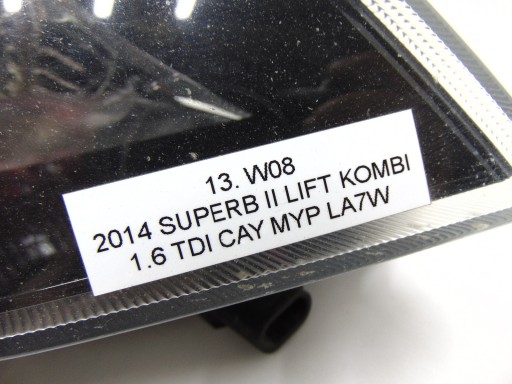 13. W08
2014 SUPERB II LIFT KOMBI
1.6 TDI CAY MYP LA7W